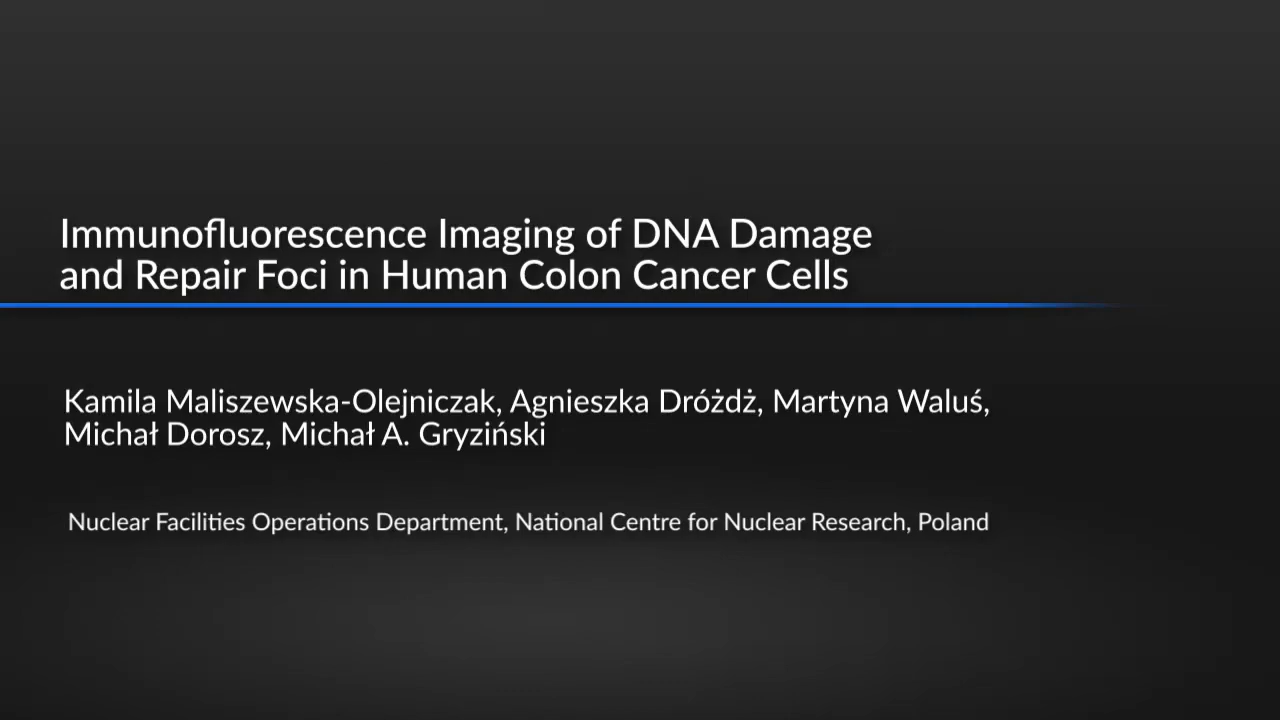 Immunofluorescence Imaging of DNA Damage
and Repair Foci in Human Colon Cancer Cells
Kamila Maliszewska-Olejniczak, Agnieszka Dróżdż, Martyna Waluś,
Michał Dorosz, Michał A. Gryziński
Nuclear Facilities Operations Department, National Centre for Nuclear Research, Poland